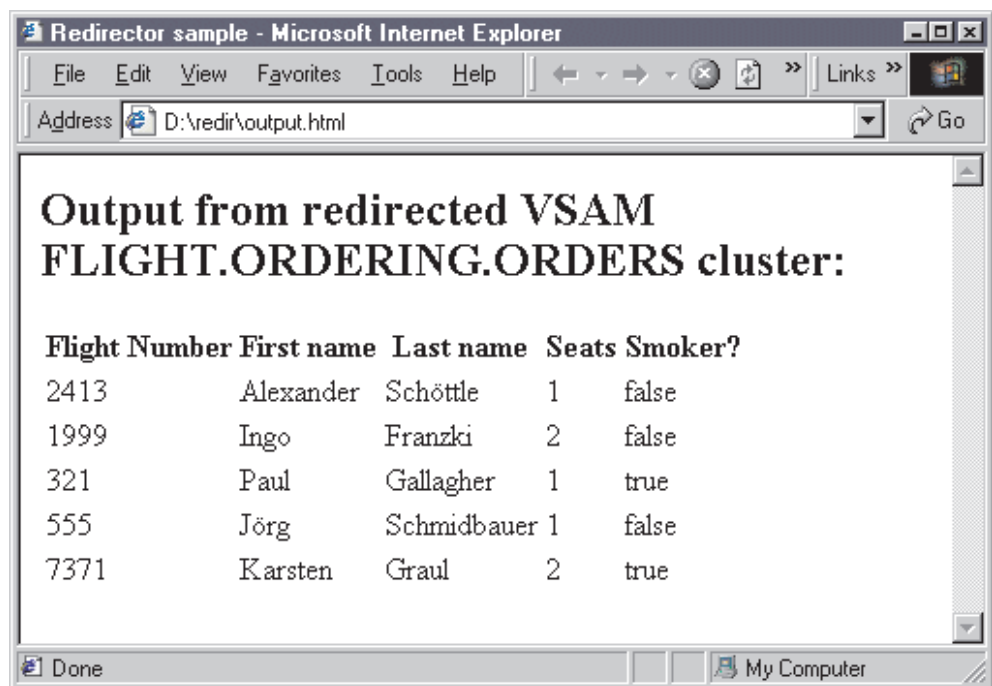 Redirector sample - Microsoft Internet Explorer
File Edit View Favorites Tools Help » Links »
Address D:\redir\output.html Go
Output from redirected VSAM
FLIGHT.ORDERING.ORDERS cluster:
Flight Number First name Last name Seats Smoker?
2413 Alexander Schöttle 1 false
1999 Ingo Franzki 2 false
321 Paul Gallagher 1 true
555 Jörg Schmidbauer 1 false
7371 Karsten Graul 2 true
Done My Computer